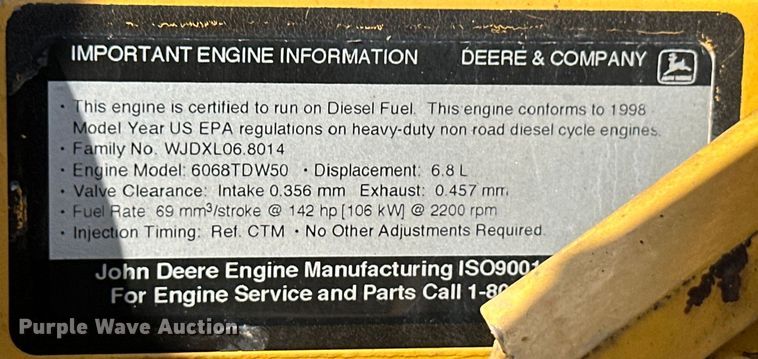 IMPORTANT ENGINE INFORMATION DEERE & COMPANY
• This engine is certified to run on Diesel Fuel. This engine conforms to 1998
Model Year US EPA regulations on heavy-duty non road diesel cycle engines.
• Family No. WJDXL06.8014
• Engine Model: 6068TDW50 • Displacement: 6.8 L
• Valve Clearance: Intake 0.356 mm Exhaust: 0.457 mm
• Fuel Rate: 69 mm³/stroke @ 142 hp [106 kW] @ 2200 rpm
• Injection Timing: Ref. CTM • No Other Adjustments Required.
John Deere Engine Manufacturing ISO9001
For Engine Service and Parts Call 1-80
Purple Wave Auction